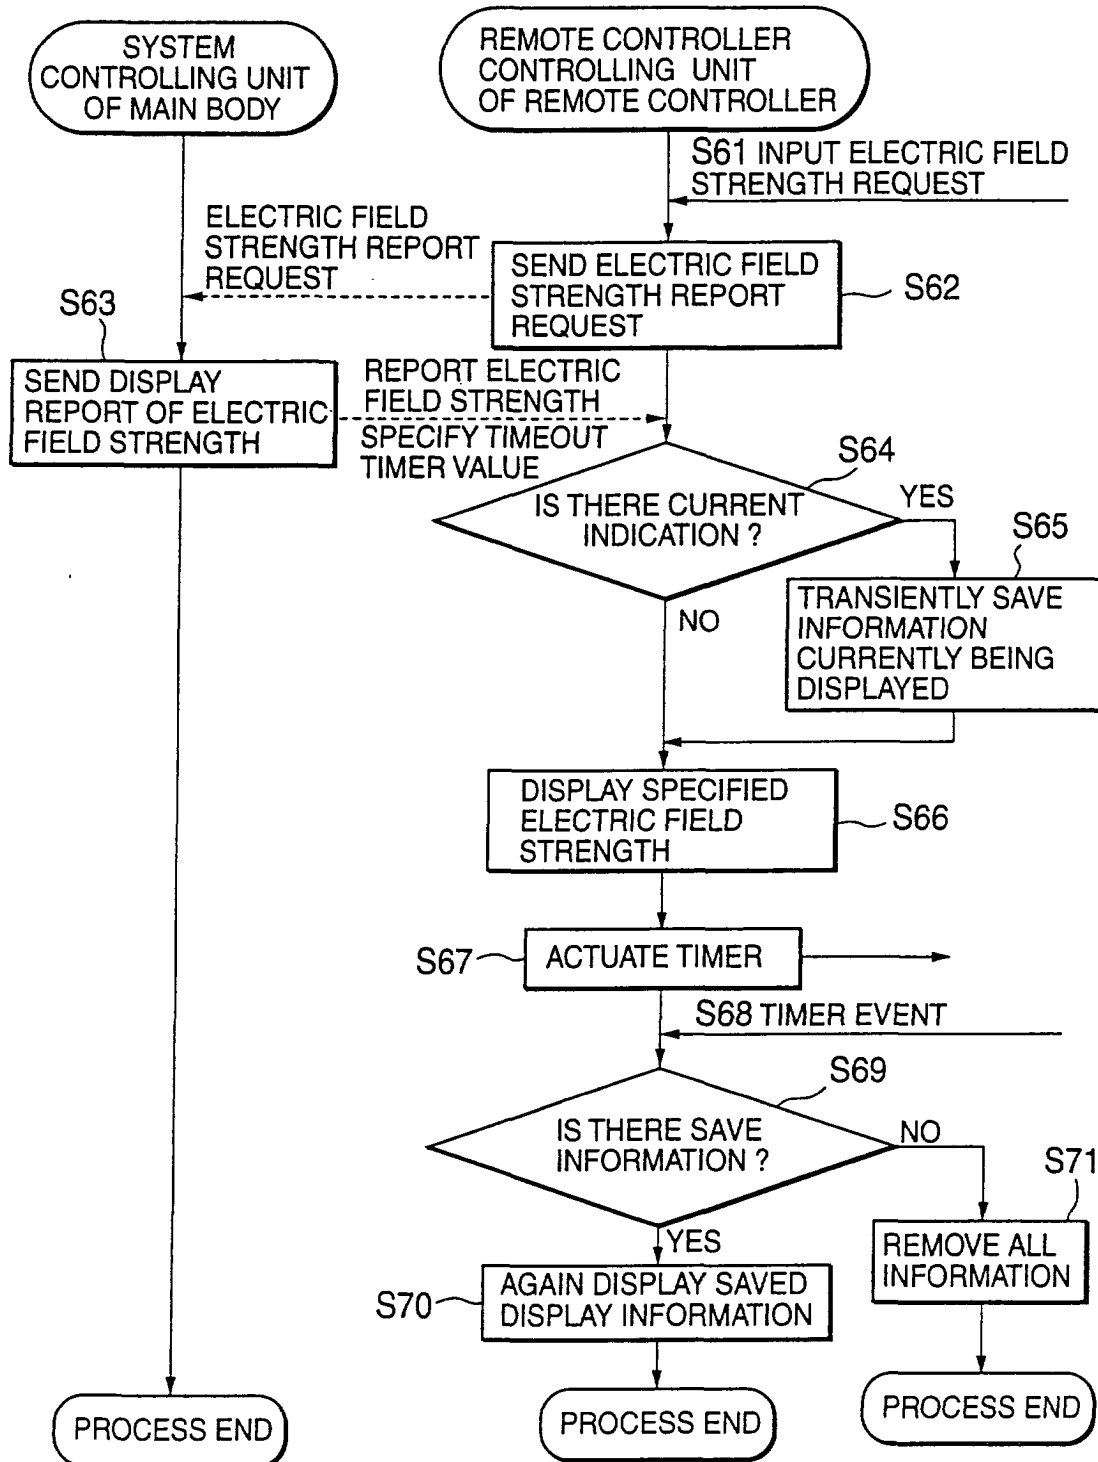 SYSTEM
CONTROLLING UNIT
OF MAIN BODY
REMOTE CONTROLLER
CONTROLLING UNIT
OF REMOTE CONTROLLER
S61 INPUT ELECTRIC FIELD
STRENGTH REQUEST
ELECTRIC FIELD
STRENGTH REPORT
REQUEST
SEND ELECTRIC FIELD
STRENGTH REPORT
REQUEST
S62
S63
SEND DISPLAY
REPORT OF ELECTRIC
FIELD STRENGTH
REPORT ELECTRIC
FIELD STRENGTH
SPECIFY TIMEOUT
TIMER VALUE
S64
IS THERE CURRENT
INDICATION ?
YES
NO
S65
TRANSIENTLY SAVE
INFORMATION
CURRENTLY BEING
DISPLAYED
DISPLAY SPECIFIED
ELECTRIC FIELD
STRENGTH
S66
S67
ACTUATE TIMER
S68 TIMER EVENT
S69
IS THERE SAVE
INFORMATION ?
NO
YES
S71
REMOVE ALL
INFORMATION
S70
AGAIN DISPLAY SAVED
DISPLAY INFORMATION
PROCESS END
PROCESS END
PROCESS END